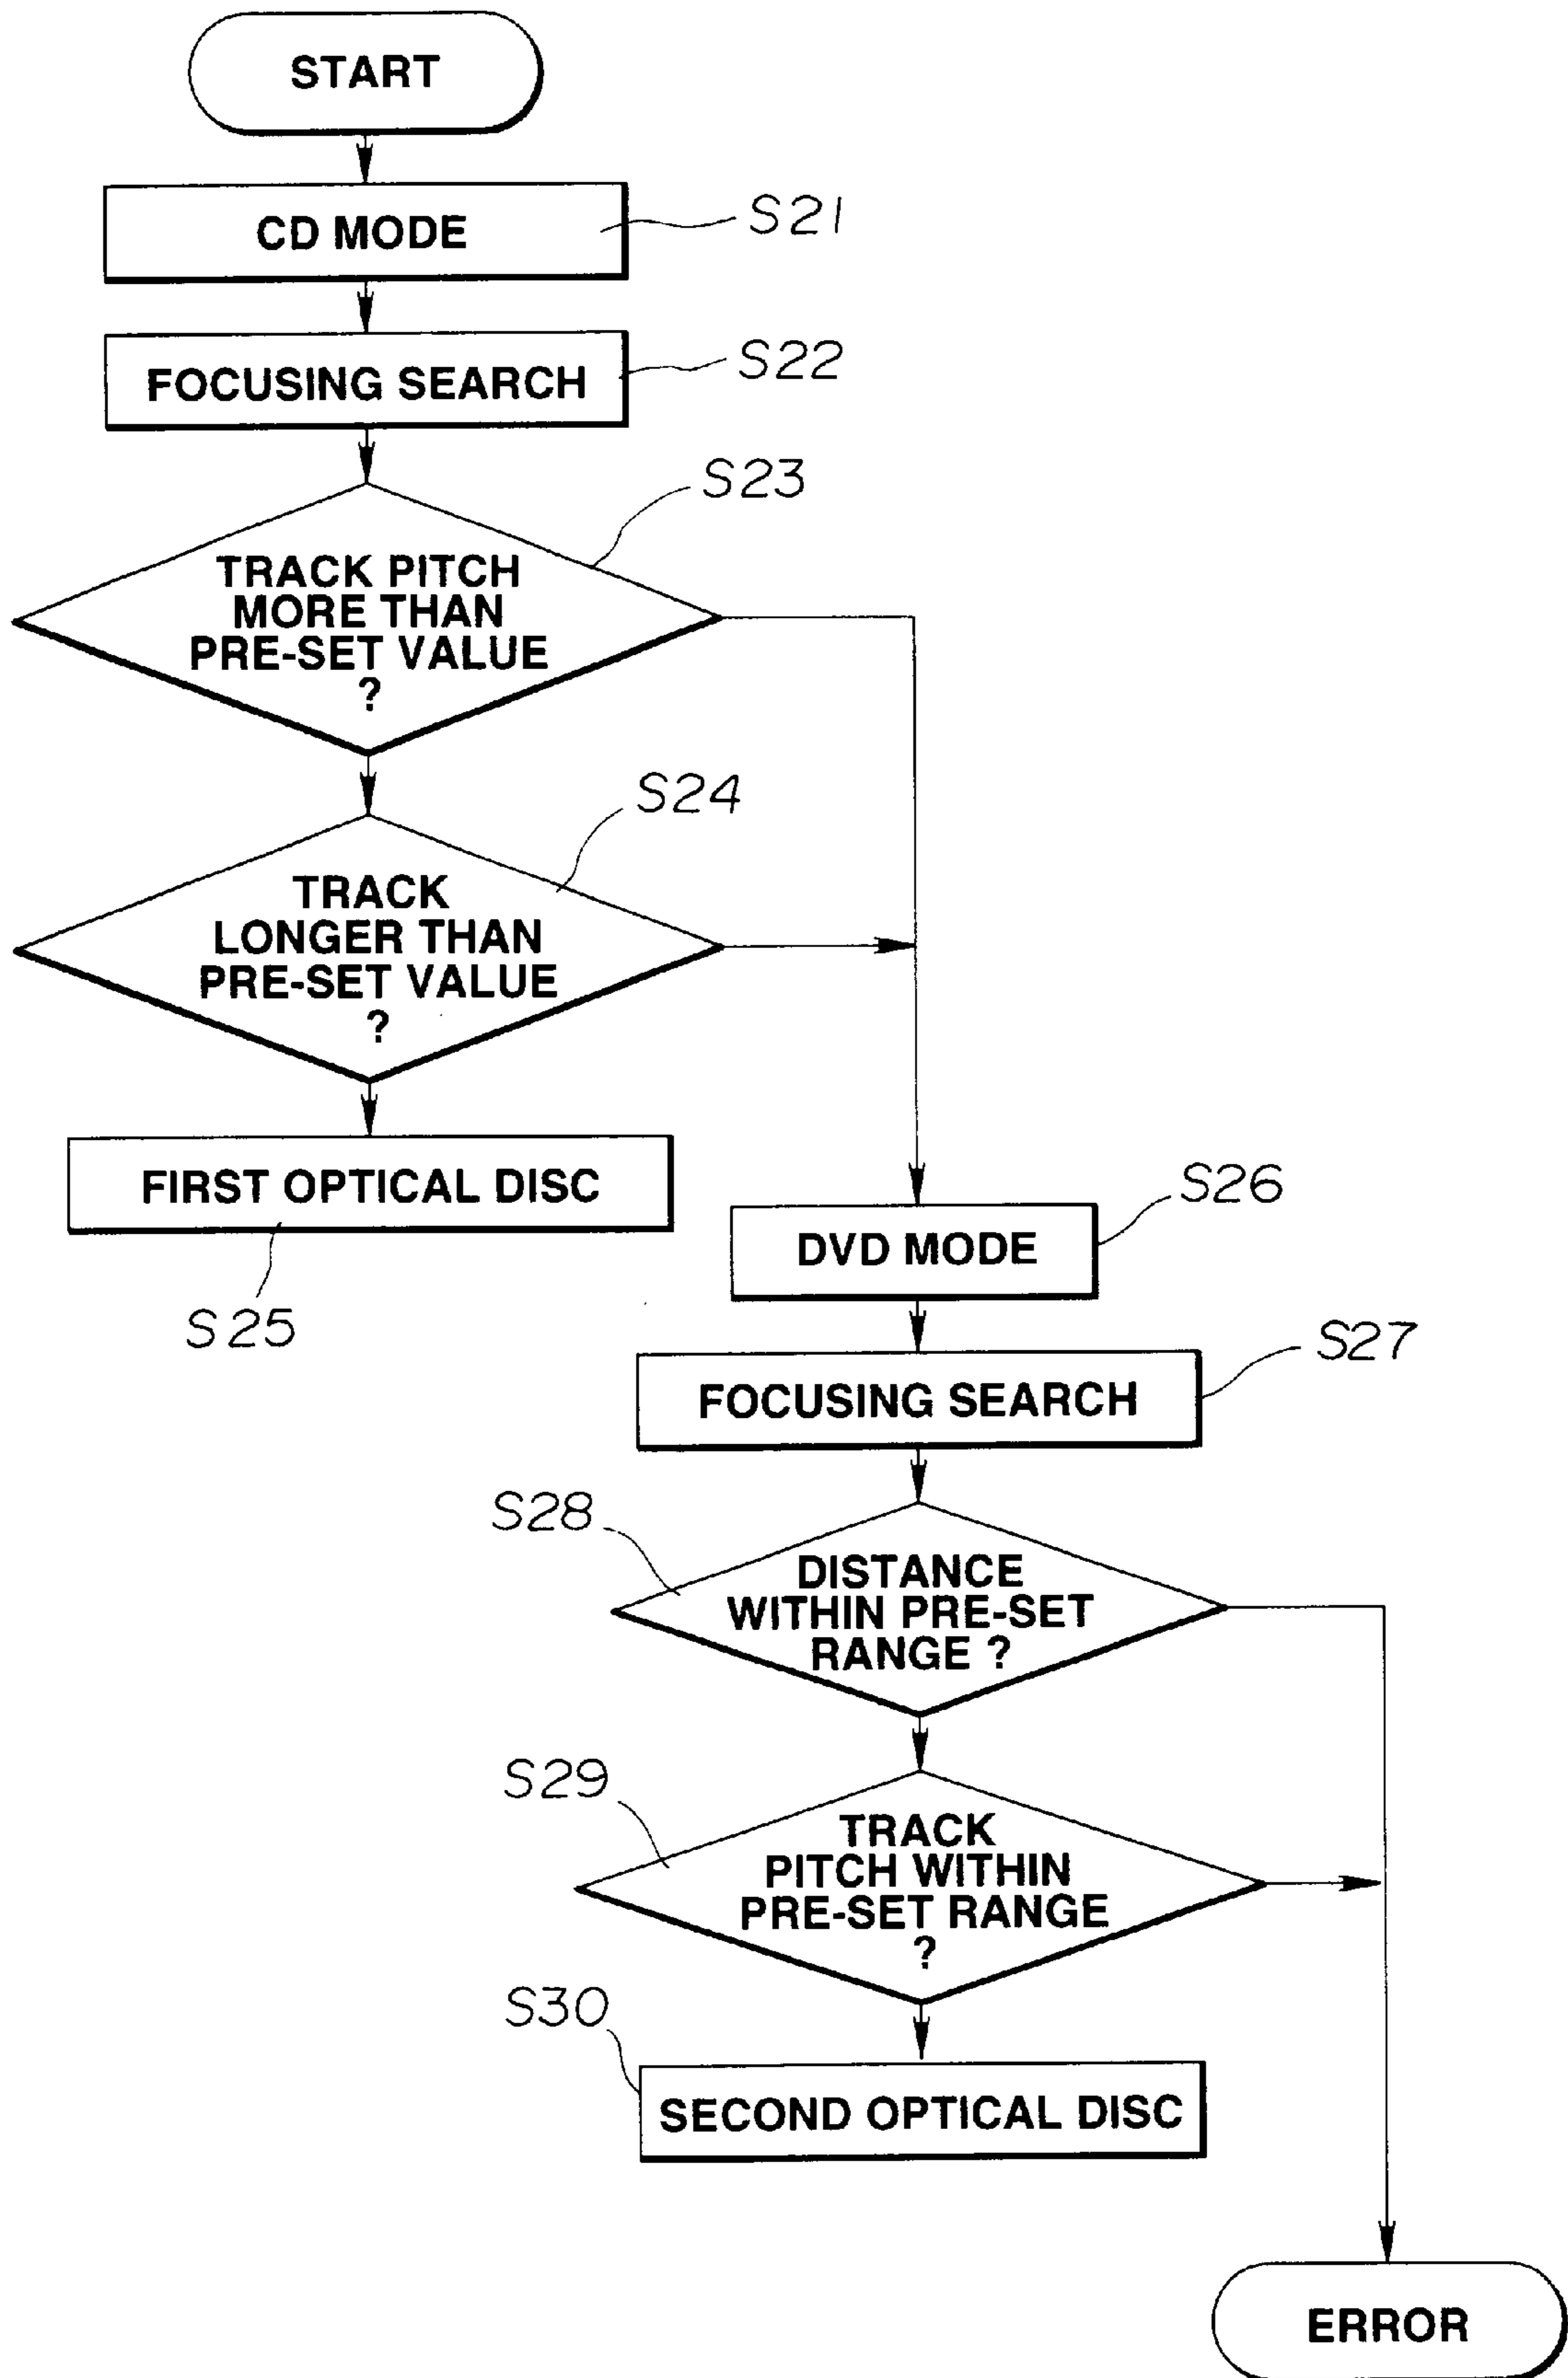 START
CD MODE
S21
FOCUSING SEARCH
S22
S23
TRACK PITCH
MORE THAN
PRE-SET VALUE
?
S24
TRACK
LONGER THAN
PRE-SET VALUE
?
FIRST OPTICAL DISC
S25
S26
DVD MODE
S27
FOCUSING SEARCH
S28
DISTANCE
WITHIN PRE-SET
RANGE ?
S29
TRACK
PITCH WITHIN
PRE-SET RANGE
?
S30
SECOND OPTICAL DISC
ERROR